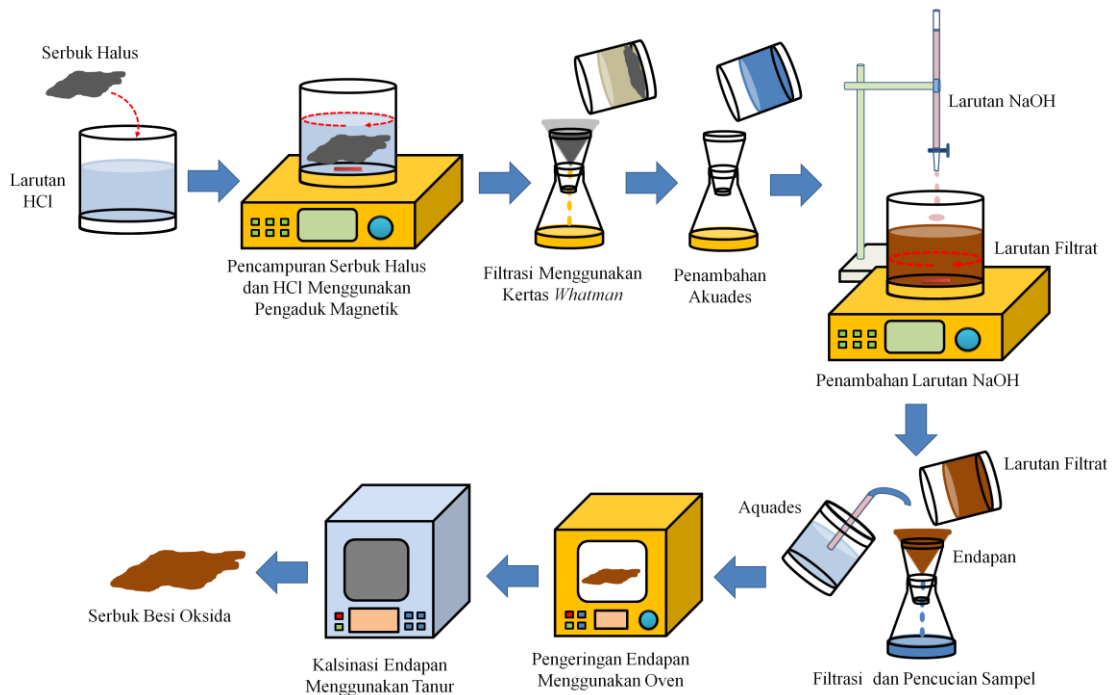 Serbuk Halus
Larutan
HCl
Pencampuran Serbuk Halus
dan HCl Menggunakan
Pengaduk Magnetik
Filtrasi Menggunakan
Kertas Whatman
Penambahan
Akuades
Larutan NaOH
Larutan Filtrat
Penambahan Larutan NaOH
Larutan Filtrat
Aquades
Endapan
Filtrasi dan Pencucian Sampel
Pengeringan Endapan
Menggunakan Oven
Kalsinasi Endapan
Menggunakan Tanur
Serbuk Besi Oksida